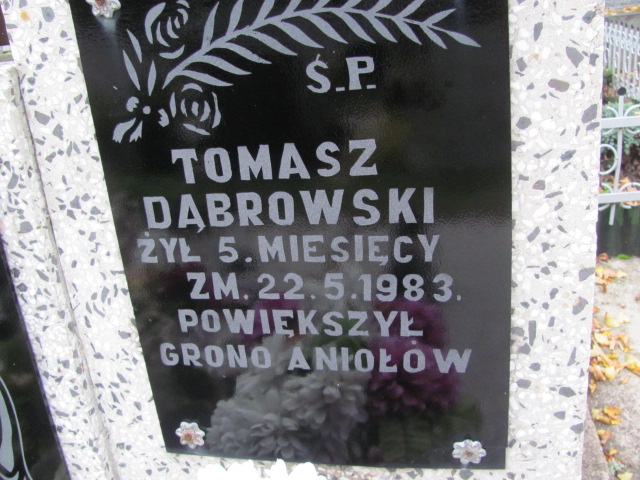 Ś.P.
TOMASZ
DĄBROWSKI
ŻYŁ 5. MIESIĘCY
ZM. 22.5.1983.
POWIĘKSZYŁ
GRONO ANIOŁÓW